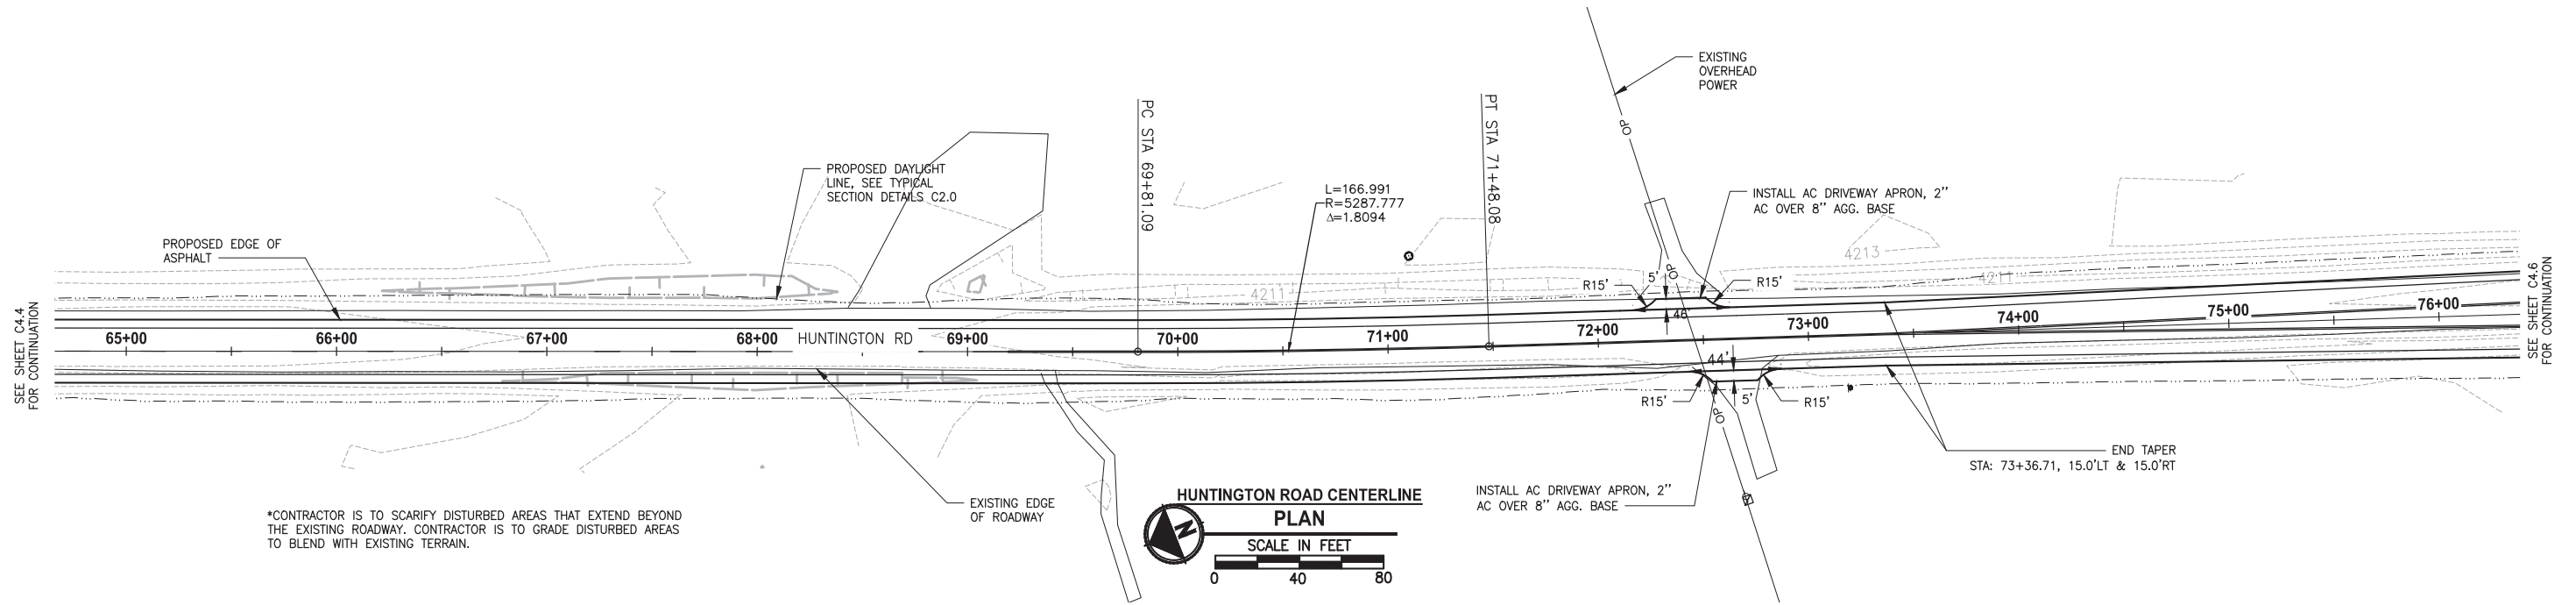 EXISTING
OVERHEAD
POWER
OP
PC STA 69+81.09
PT STA 71+48.08
PROPOSED DAYLIGHT
LINE, SEE TYPICAL
SECTION DETAILS C2.0
L=166.991
R=5287.777
Δ=1.8094
INSTALL AC DRIVEWAY APRON, 2''
AC OVER 8'' AGG. BASE
PROPOSED EDGE OF
ASPHALT
4213
4211
4211
OP
5'
R15'
R15'
46'
SEE SHEET C4.4
FOR CONTINUATION
SEE SHEET C4.6
FOR CONTINUATION
65+00
66+00
67+00
68+00
HUNTINGTON RD
69+00
70+00
71+00
72+00
73+00
74+00
75+00
76+00
44'
R15'
5'
R15'
OP
END TAPER
STA: 73+36.71, 15.0'LT & 15.0'RT
INSTALL AC DRIVEWAY APRON, 2''
AC OVER 8'' AGG. BASE
EXISTING EDGE
OF ROADWAY
*CONTRACTOR IS TO SCARIFY DISTURBED AREAS THAT EXTEND BEYOND
THE EXISTING ROADWAY. CONTRACTOR IS TO GRADE DISTURBED AREAS
TO BLEND WITH EXISTING TERRAIN.
HUNTINGTON ROAD CENTERLINE
PLAN
N
SCALE IN FEET
0 40 80